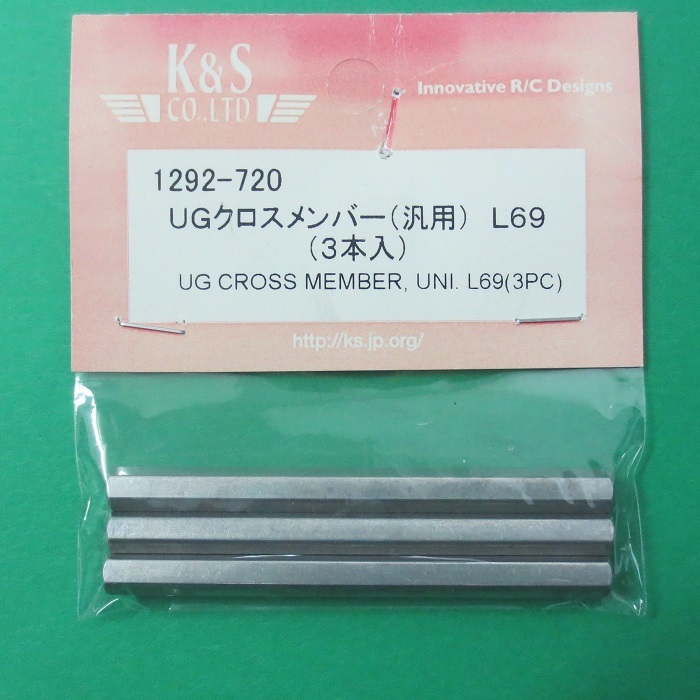 K&S
CO.,LTD
Innovative R/C Designs
1292-720
UGクロスメンバー(汎用) L69
(3本入)
UG CROSS MEMBER, UNI. L69(3PC)
http://ks.jp.org/